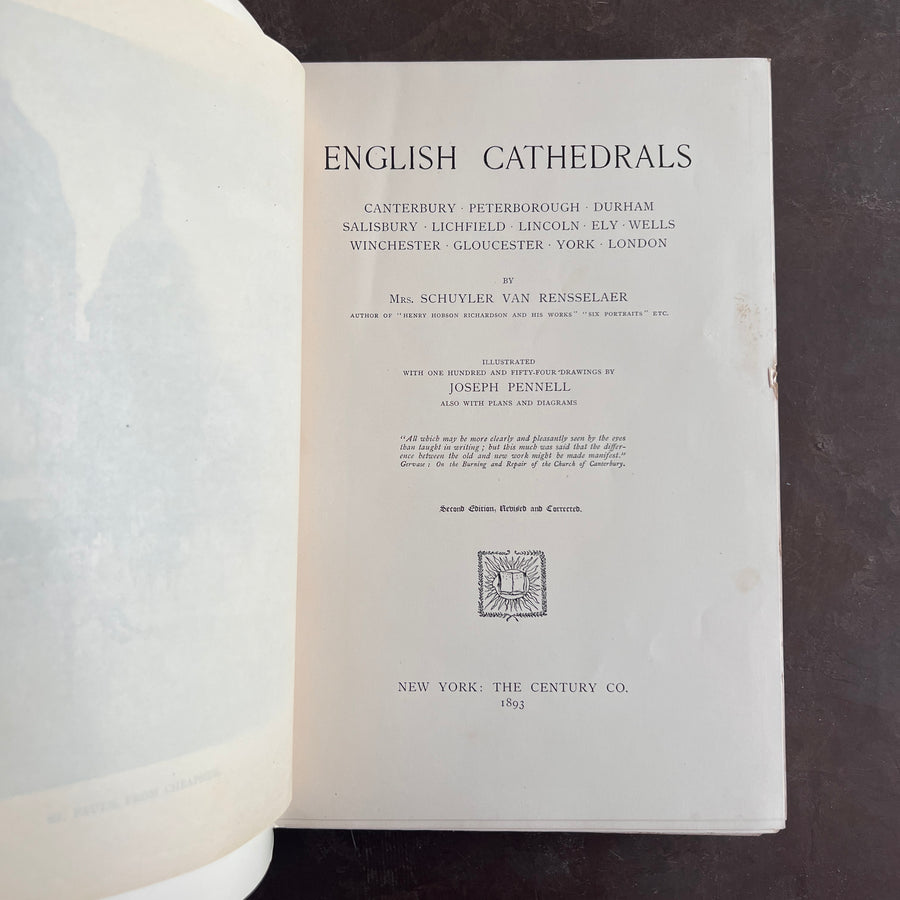 ENGLISH CATHEDRALS
CANTERBURY · PETERBOROUGH · DURHAM
SALISBURY · LICHFIELD · LINCOLN · ELY · WELLS
WINCHESTER · GLOUCESTER · YORK · LONDON
BY
MRS. SCHUYLER VAN RENSSELAER
AUTHOR OF "HENRY HOBSON RICHARDSON AND HIS WORKS" "SIX PORTRAITS" ETC.
ILLUSTRATED
WITH ONE HUNDRED AND FIFTY-FOUR DRAWINGS BY
JOSEPH PENNELL
ALSO WITH PLANS AND DIAGRAMS
"All which may be more clearly and pleasantly seen by the eyes
than taught in writing; but this much was said that the differ-
ence between the old and new work might be made manifest."
Gervase: On the Burning and Repair of the Church of Canterbury.
Second Edition, Revised and Corrected.
NEW YORK: THE CENTURY CO.
1893
ST. PAUL'S, FROM CHEAPSIDE.